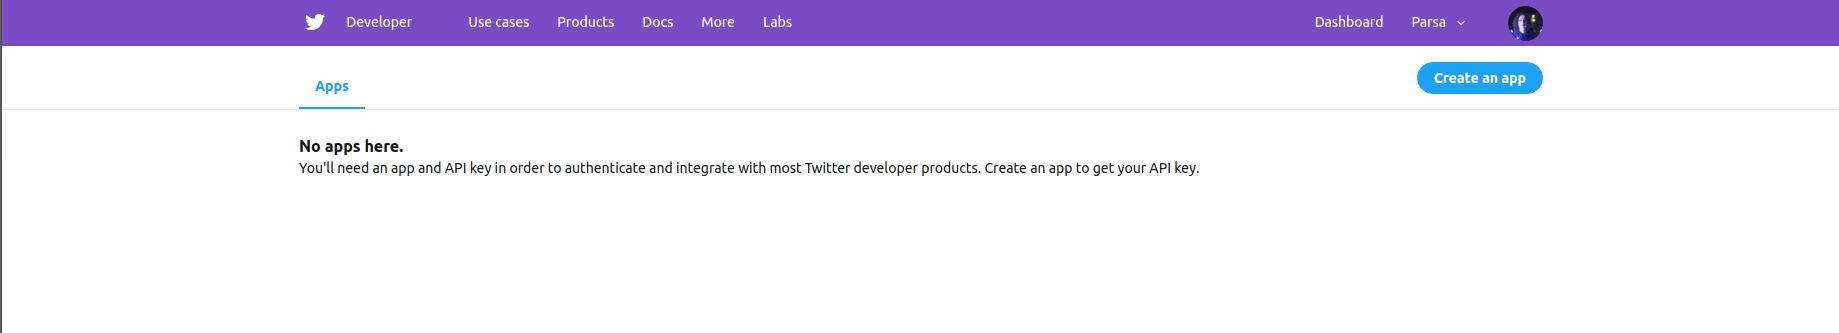 Developer Use cases Products Docs More Labs Dashboard Parsa
Apps Create an app
No apps here.
You'll need an app and API key in order to authenticate and integrate with most Twitter developer products. Create an app to get your API key.